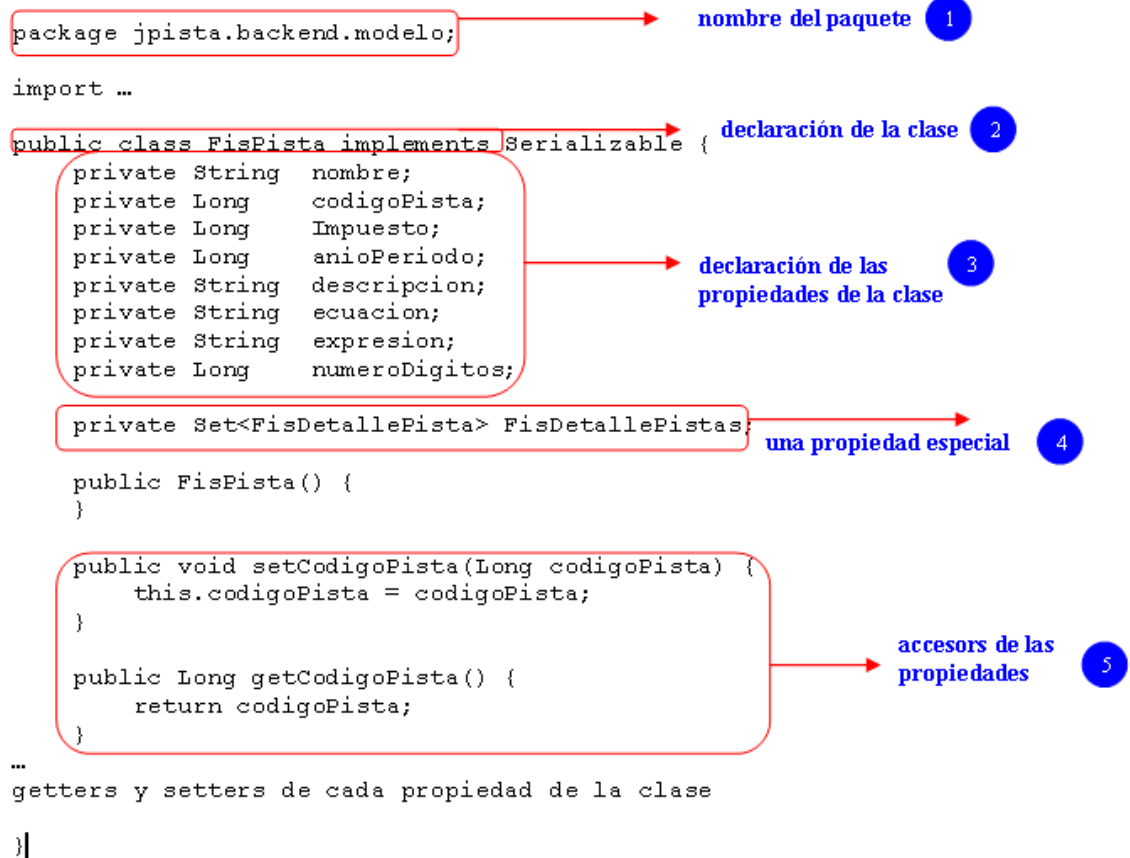 package jpista.backend.modelo;
nombre del paquete 1
import …
public class FisPista implements Serializable {
declaración de la clase 2
private String nombre;
private Long codigoPista;
private Long Impuesto;
private Long anioPeriodo;
private String descripcion;
private String ecuacion;
private String expresion;
private Long numeroDigitos;
declaración de las 3
propiedades de la clase
private Set<FisDetallePista> FisDetallePistas;
una propiedad especial 4
public FisPista() {
}
public void setCodigoPista(Long codigoPista) {
this.codigoPista = codigoPista;
}
public Long getCodigoPista() {
return codigoPista;
}
accesors de las
propiedades 5
…
getters y setters de cada propiedad de la clase
}